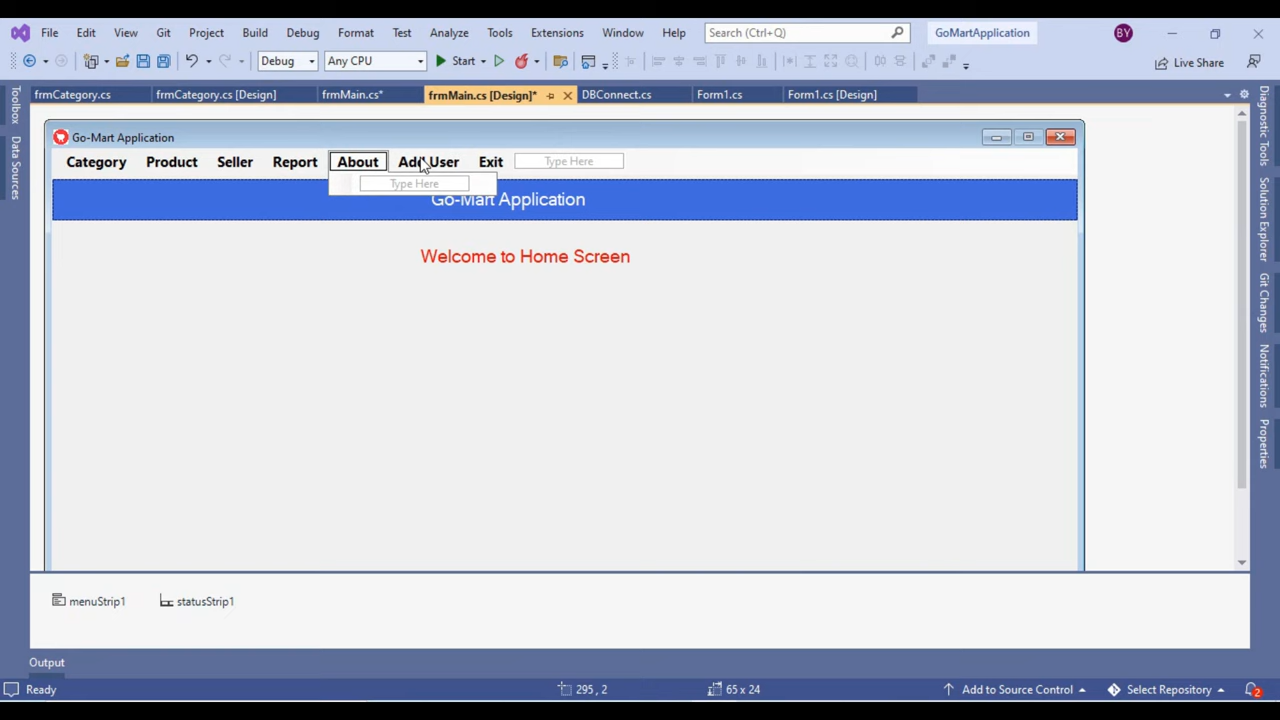 File Edit View Git Project Build Debug Format Test Analyze Tools Extensions Window Help Search (Ctrl+Q) GoMartApplication BY
Debug Any CPU Start Live Share
frmCategory.cs frmCategory.cs [Design] frmMain.cs* frmMain.cs [Design]* DBConnect.cs Form1.cs Form1.cs [Design]
Toolbox
Data Sources
Go-Mart Application
Category Product Seller Report About Add User Exit Type Here
Type Here
Go-Mart Application
Welcome to Home Screen
Diagnostic Tools
Solution Explorer
Git Changes
Notifications
Properties
menuStrip1 statusStrip1
Output
Ready 295, 2 65 x 24 Add to Source Control Select Repository 2